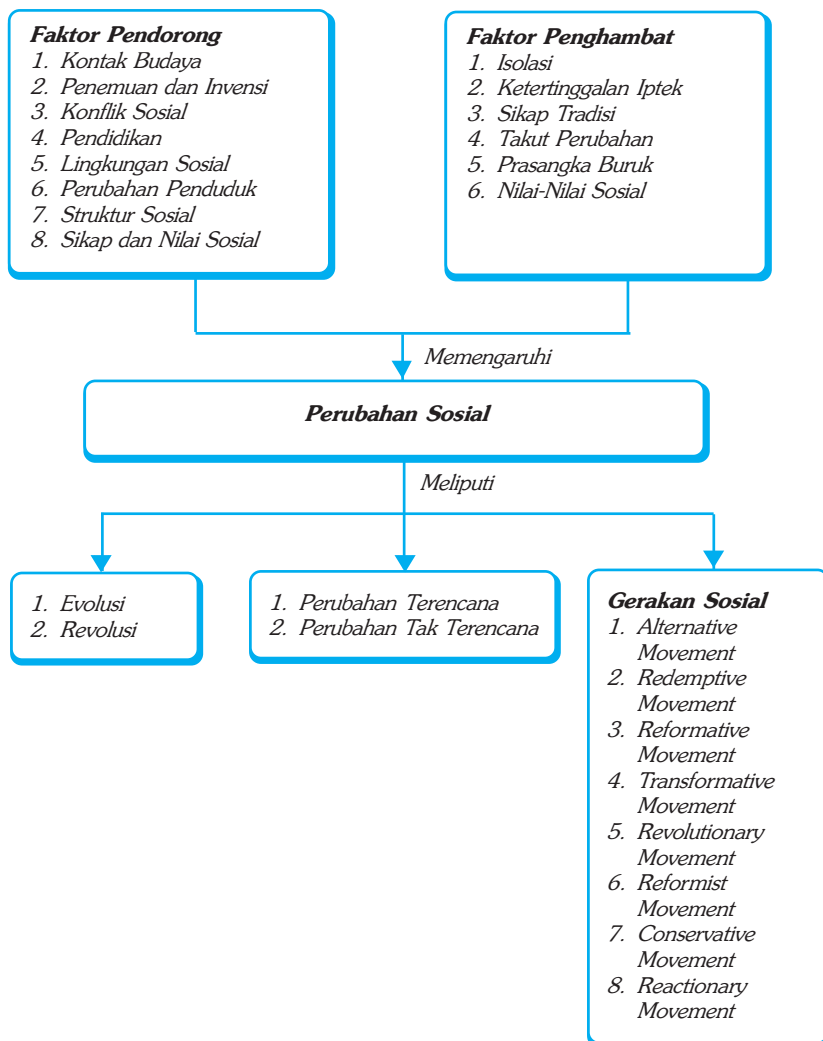 Faktor Pendorong
1. Kontak Budaya
2. Penemuan dan Invensi
3. Konflik Sosial
4. Pendidikan
5. Lingkungan Sosial
6. Perubahan Penduduk
7. Struktur Sosial
8. Sikap dan Nilai Sosial
Faktor Penghambat
1. Isolasi
2. Ketertinggalan Iptek
3. Sikap Tradisi
4. Takut Perubahan
5. Prasangka Buruk
6. Nilai-Nilai Sosial
Memengaruhi
Perubahan Sosial
Meliputi
1. Evolusi
2. Revolusi
1. Perubahan Terencana
2. Perubahan Tak Terencana
Gerakan Sosial
1. Alternative
Movement
2. Redemptive
Movement
3. Reformative
Movement
4. Transformative
Movement
5. Revolutionary
Movement
6. Reformist
Movement
7. Conservative
Movement
8. Reactionary
Movement